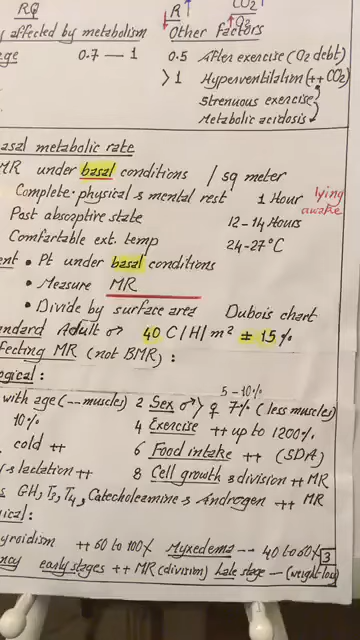 RQ R CO2 O2
affected by metabolism Other factors
0.7 — 1 0.5 After exercise (O2 debt)
>1 Hyperventilation (++ CO2)
Strenuous exercise
Metabolic acidosis
asal metabolic rate
MR under basal conditions / sq meter
Complete physical & mental rest 1 Hour lying awake
Post absorptive state 12-14 Hours
Comfortable ext. temp 24-27°C
ent • Pt under basal conditions
• Measure MR
• Divide by surface area Dubois chart
andard Adult ♂ 40 C/H/m² ± 15%
fecting MR (not BMR):
ogical: 5-10%
with age (-- muscles) 2 Sex ♂ > ♀ 7% (less muscles)
10% 4 Exercise ++ up to 1200%
cold ++ 6 Food intake ++ (SDA)
lactation ++ 8 Cell growth & division ++ MR
s GH, T3, T4, Catecholeamine & Androgen ++ MR
ical:
yroidism ++ 60 to 100% Myxedema -- 40 to 60% 3
ncy early stages ++ MR (division) Late stage — (weight loss)